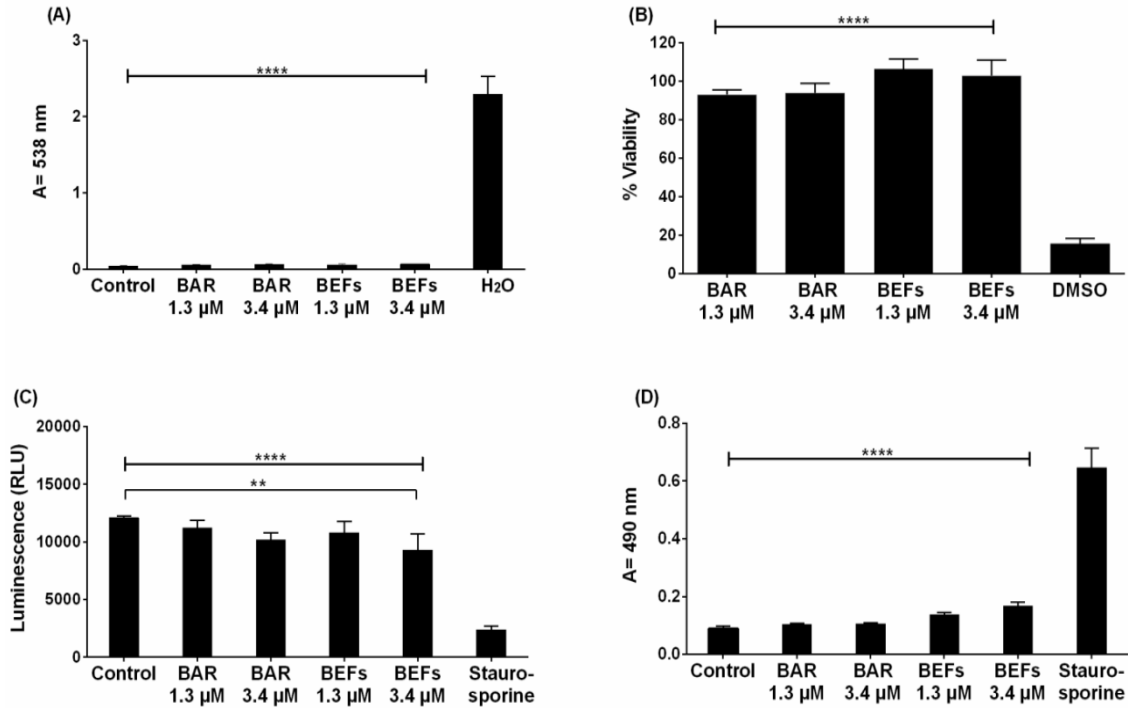 (A)
A= 538 nm
3
2
1
0
****
Control
BAR
1.3 µM
BAR
3.4 µM
BEFs
1.3 µM
BEFs
3.4 µM
H2O
(B)
% Viability
120
100
80
60
40
20
0
****
BAR
1.3 µM
BAR
3.4 µM
BEFs
1.3 µM
BEFs
3.4 µM
DMSO
(C)
Luminescence (RLU)
20000
15000
10000
5000
0
****
**
Control
BAR
1.3 µM
BAR
3.4 µM
BEFs
1.3 µM
BEFs
3.4 µM
Stauro-
sporine
(D)
A= 490 nm
0.8
0.6
0.4
0.2
0.0
****
Control
BAR
1.3 µM
BAR
3.4 µM
BEFs
1.3 µM
BEFs
3.4 µM
Stauro-
sporine